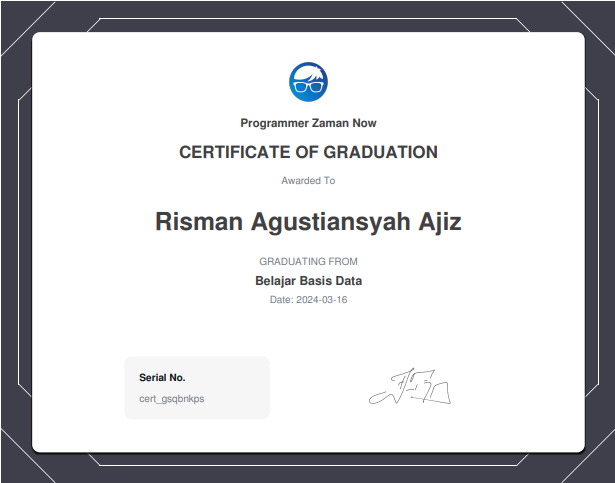 Programmer Zaman Now
CERTIFICATE OF GRADUATION
Awarded To
Risman Agustiansyah Ajiz
GRADUATING FROM
Belajar Basis Data
Date: 2024-03-16
Serial No.
cert_gsqbnkps